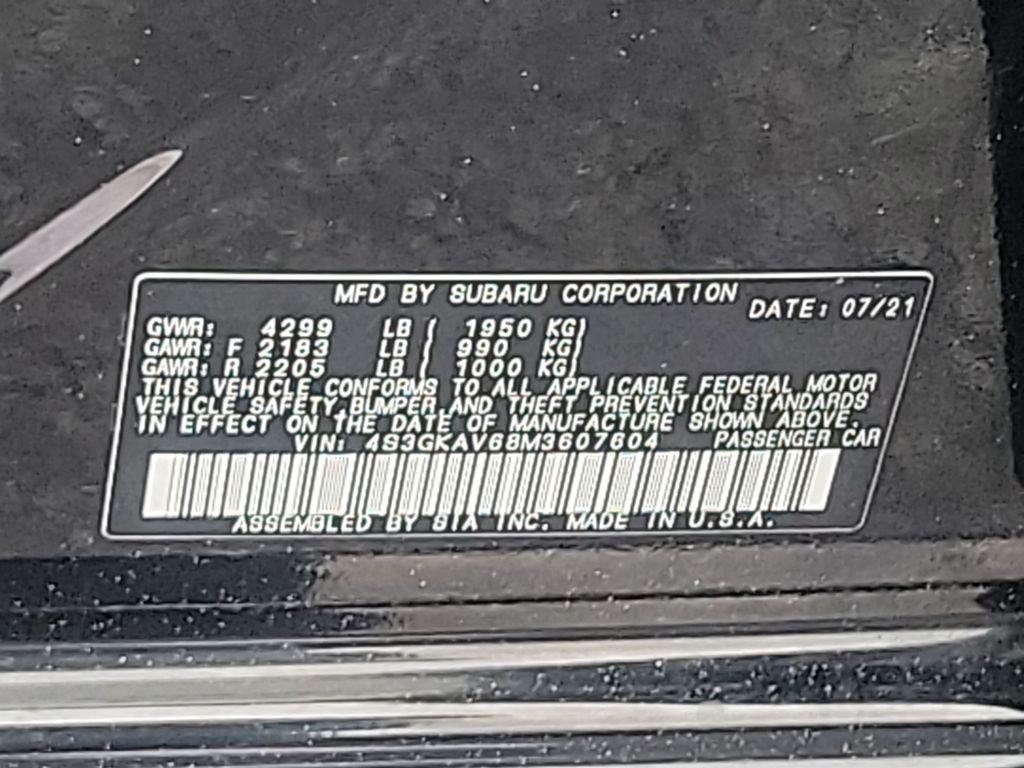 MFD BY SUBARU CORPORATION
DATE: 07/21
GVWR: 4299 LB ( 1950 KG)
GAWR: F 2183 LB ( 990 KG)
GAWR: R 2205 LB ( 1000 KG)
THIS VEHICLE CONFORMS TO ALL APPLICABLE FEDERAL MOTOR
VEHICLE SAFETY,BUMPER,AND THEFT PREVENTION STANDARDS
IN EFFECT ON THE DATE OF MANUFACTURE SHOWN ABOVE.
VIN: 4S3GKAV68M3607604 PASSENGER CAR
ASSEMBLED BY SIA INC. MADE IN U.S.A.